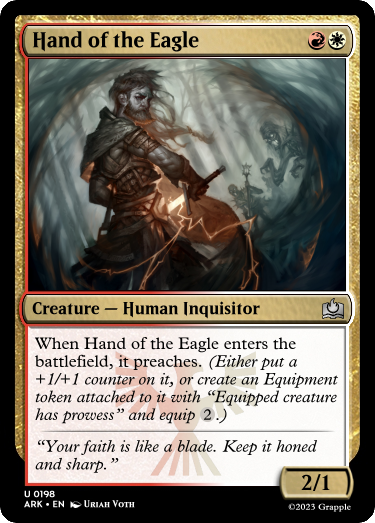 Hand of the Eagle
Creature — Human Inquisitor
When Hand of the Eagle enters the
battlefield, it preaches. (Either put a
+1/+1 counter on it, or create an Equipment
token attached to it with “Equipped creature
has prowess” and equip 2.)
“Your faith is like a blade. Keep it honed
and sharp.”
2/1
U 0198
ARK • EN Uriah Voth
©2023 Grapple